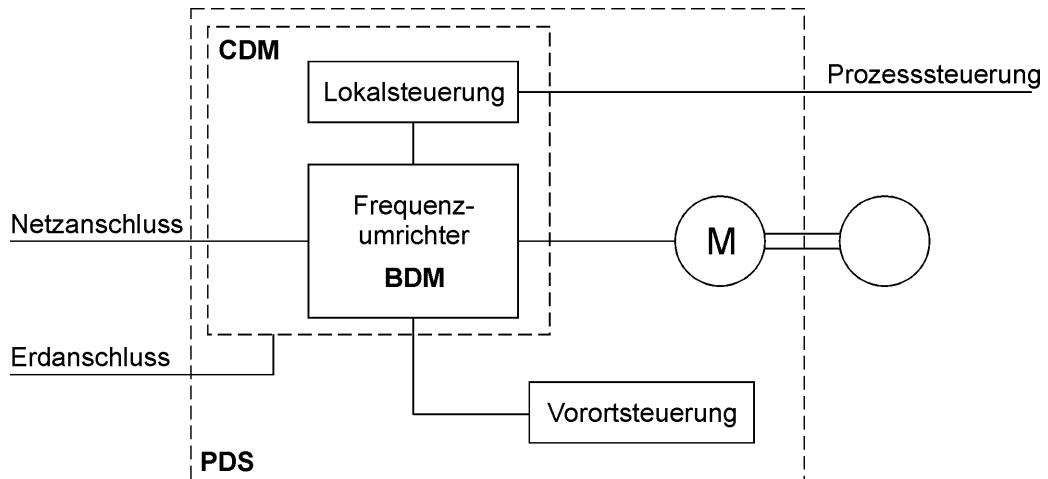 CDM
Lokalsteuerung
Prozesssteuerung
Netzanschluss
Frequenz-
umrichter
BDM
M
Erdanschluss
Vorortsteuerung
PDS